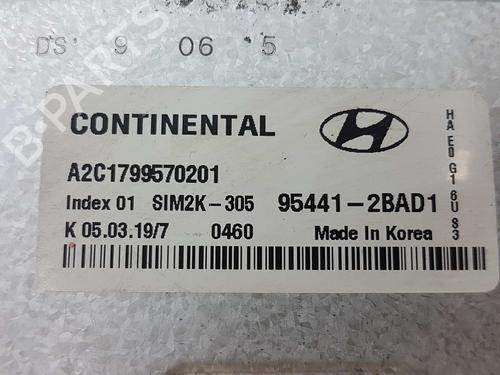 DS' 9 06 '5
CONTINENTAL
A2C1799570201
Index 01 SIM2K-305 95441-2BAD1
K 05.03.19/7 0460 Made In Korea
HA E0 G1 6U S3
B-PARTS